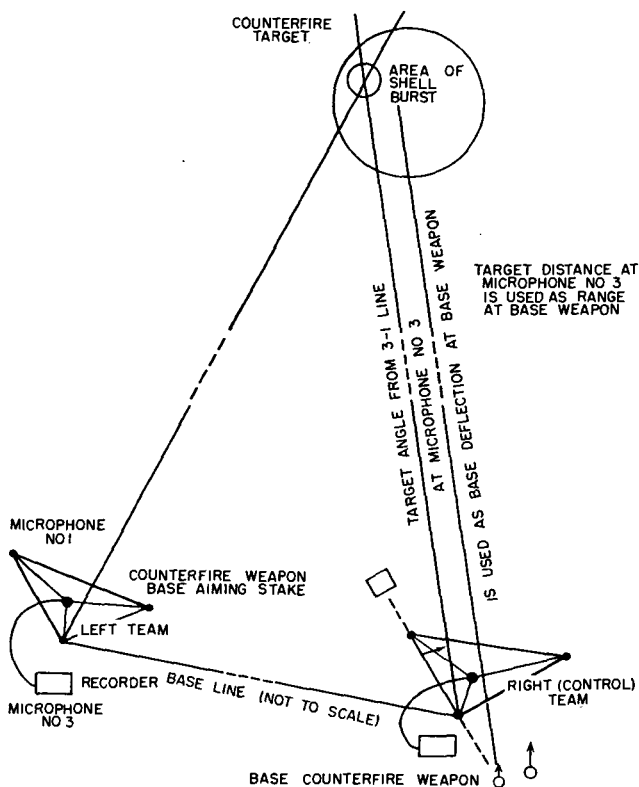 COUNTERFIRE
TARGET
AREA OF
SHELL
BURST
TARGET DISTANCE AT
MICROPHONE NO 3
IS USED AS RANGE
AT BASE WEAPON
TARGET ANGLE FROM 3-1 LINE
AT MICROPHONE NO 3
IS USED AS BASE DEFLECTION AT BASE WEAPON
MICROPHONE
NO 1
COUNTERFIRE WEAPON
BASE AIMING STAKE
LEFT TEAM
RECORDER
MICROPHONE
NO 3
BASE LINE (NOT TO SCALE)
RIGHT (CONTROL)
TEAM
BASE COUNTERFIRE WEAPON